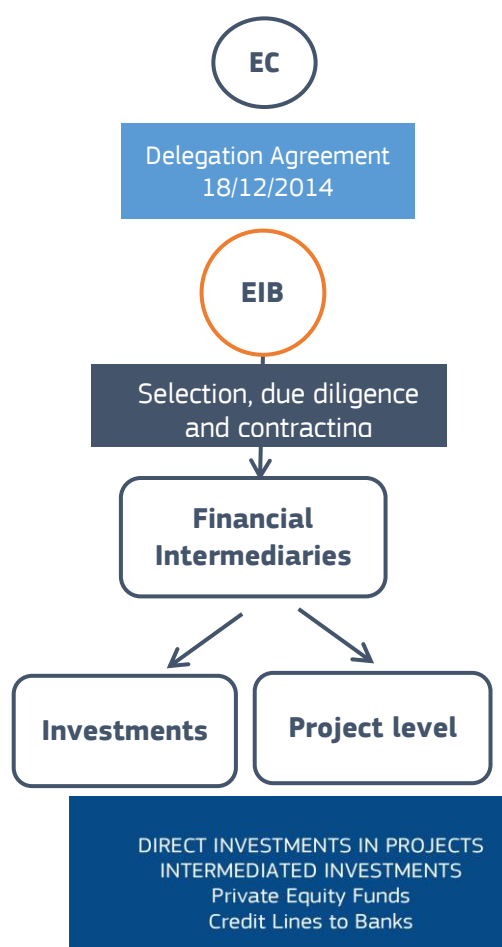 EC
Delegation Agreement
18/12/2014
EIB
Selection, due diligence
and contracting
Financial
Intermediaries
Investments
Project level
DIRECT INVESTMENTS IN PROJECTS
INTERMEDIATED INVESTMENTS
Private Equity Funds
Credit Lines to Banks